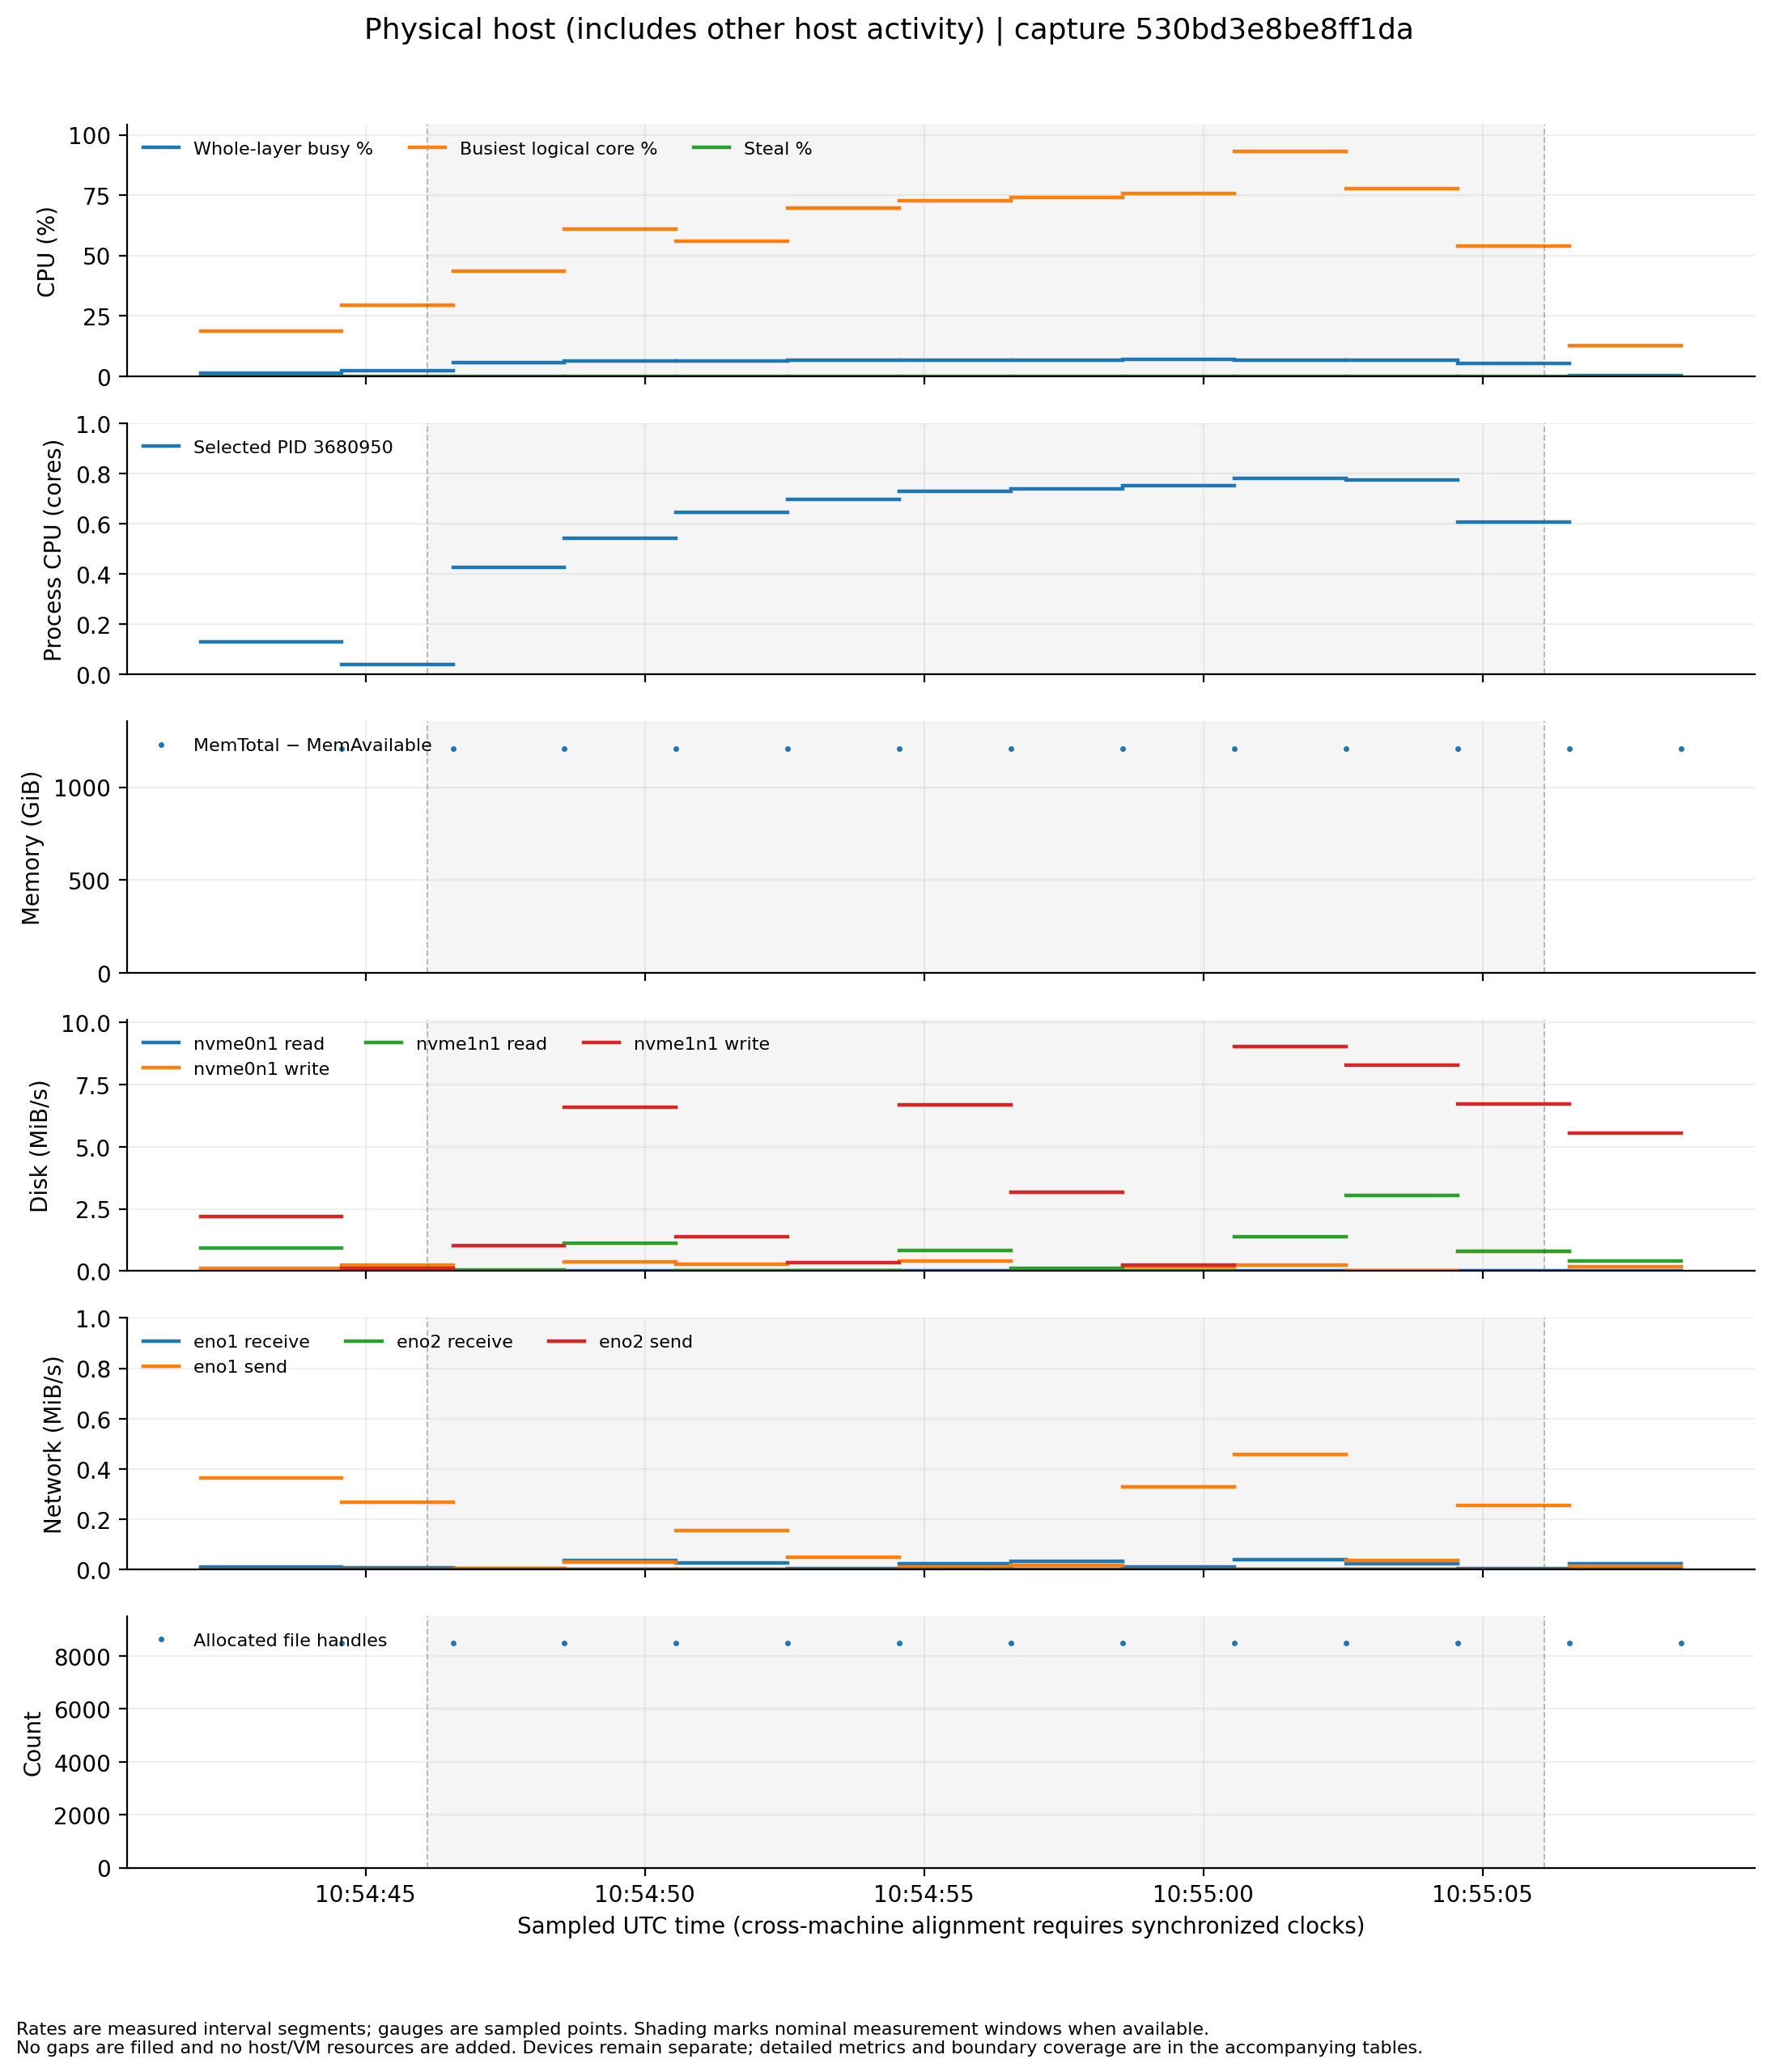 Physical host (includes other host activity) | capture 530bd3e8be8ff1da
100
75
50
25
0
CPU (%)
Whole-layer busy %
Busiest logical core %
Steal %
1.0
0.8
0.6
0.4
0.2
0.0
Process CPU (cores)
Selected PID 3680950
1000
500
0
Memory (GiB)
MemTotal − MemAvailable
10.0
7.5
5.0
2.5
0.0
Disk (MiB/s)
nvme0n1 read
nvme1n1 read
nvme1n1 write
nvme0n1 write
1.0
0.8
0.6
0.4
0.2
0.0
Network (MiB/s)
eno1 receive
eno2 receive
eno2 send
eno1 send
8000
6000
4000
2000
0
Count
Allocated file handles
10:54:45
10:54:50
10:54:55
10:55:00
10:55:05
Sampled UTC time (cross-machine alignment requires synchronized clocks)
Rates are measured interval segments; gauges are sampled points. Shading marks nominal measurement windows when available.
No gaps are filled and no host/VM resources are added. Devices remain separate; detailed metrics and boundary coverage are in the accompanying tables.